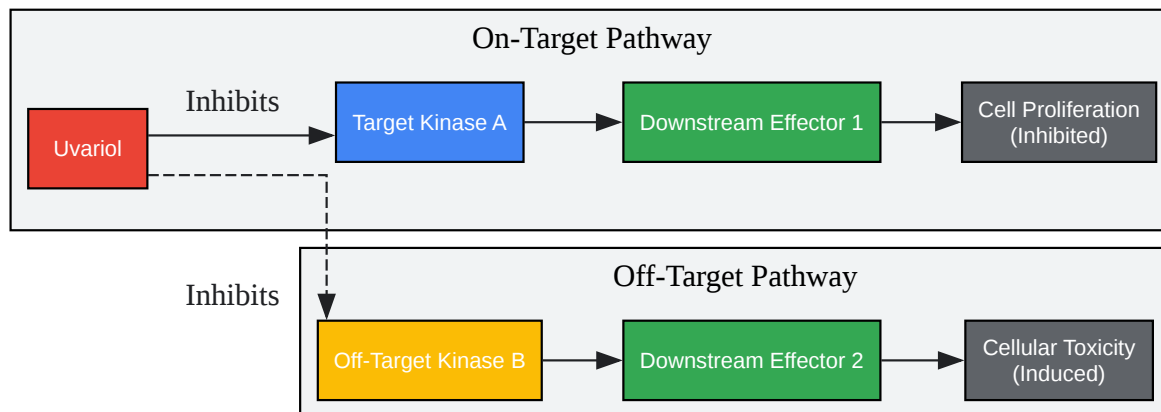 On-Target Pathway
Inhibits
Uvariol
Target Kinase A
Downstream Effector 1
Cell Proliferation
(Inhibited)
Inhibits
Off-Target Pathway
Off-Target Kinase B
Downstream Effector 2
Cellular Toxicity
(Induced)